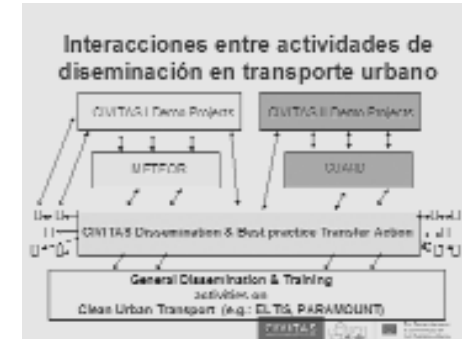 Interacciones entre actividades de
diseminación en transporte urbano
CIVITAS I Demo Projects CIVITAS II Demo Projects
METEOR GUARD
CIVITAS Dissemination & Best practice Transfer Action
General Dissemination & Training
activities on
Clean Urban Transport (e.g.: ELTIS, PARAMOUNT)
CIVITAS